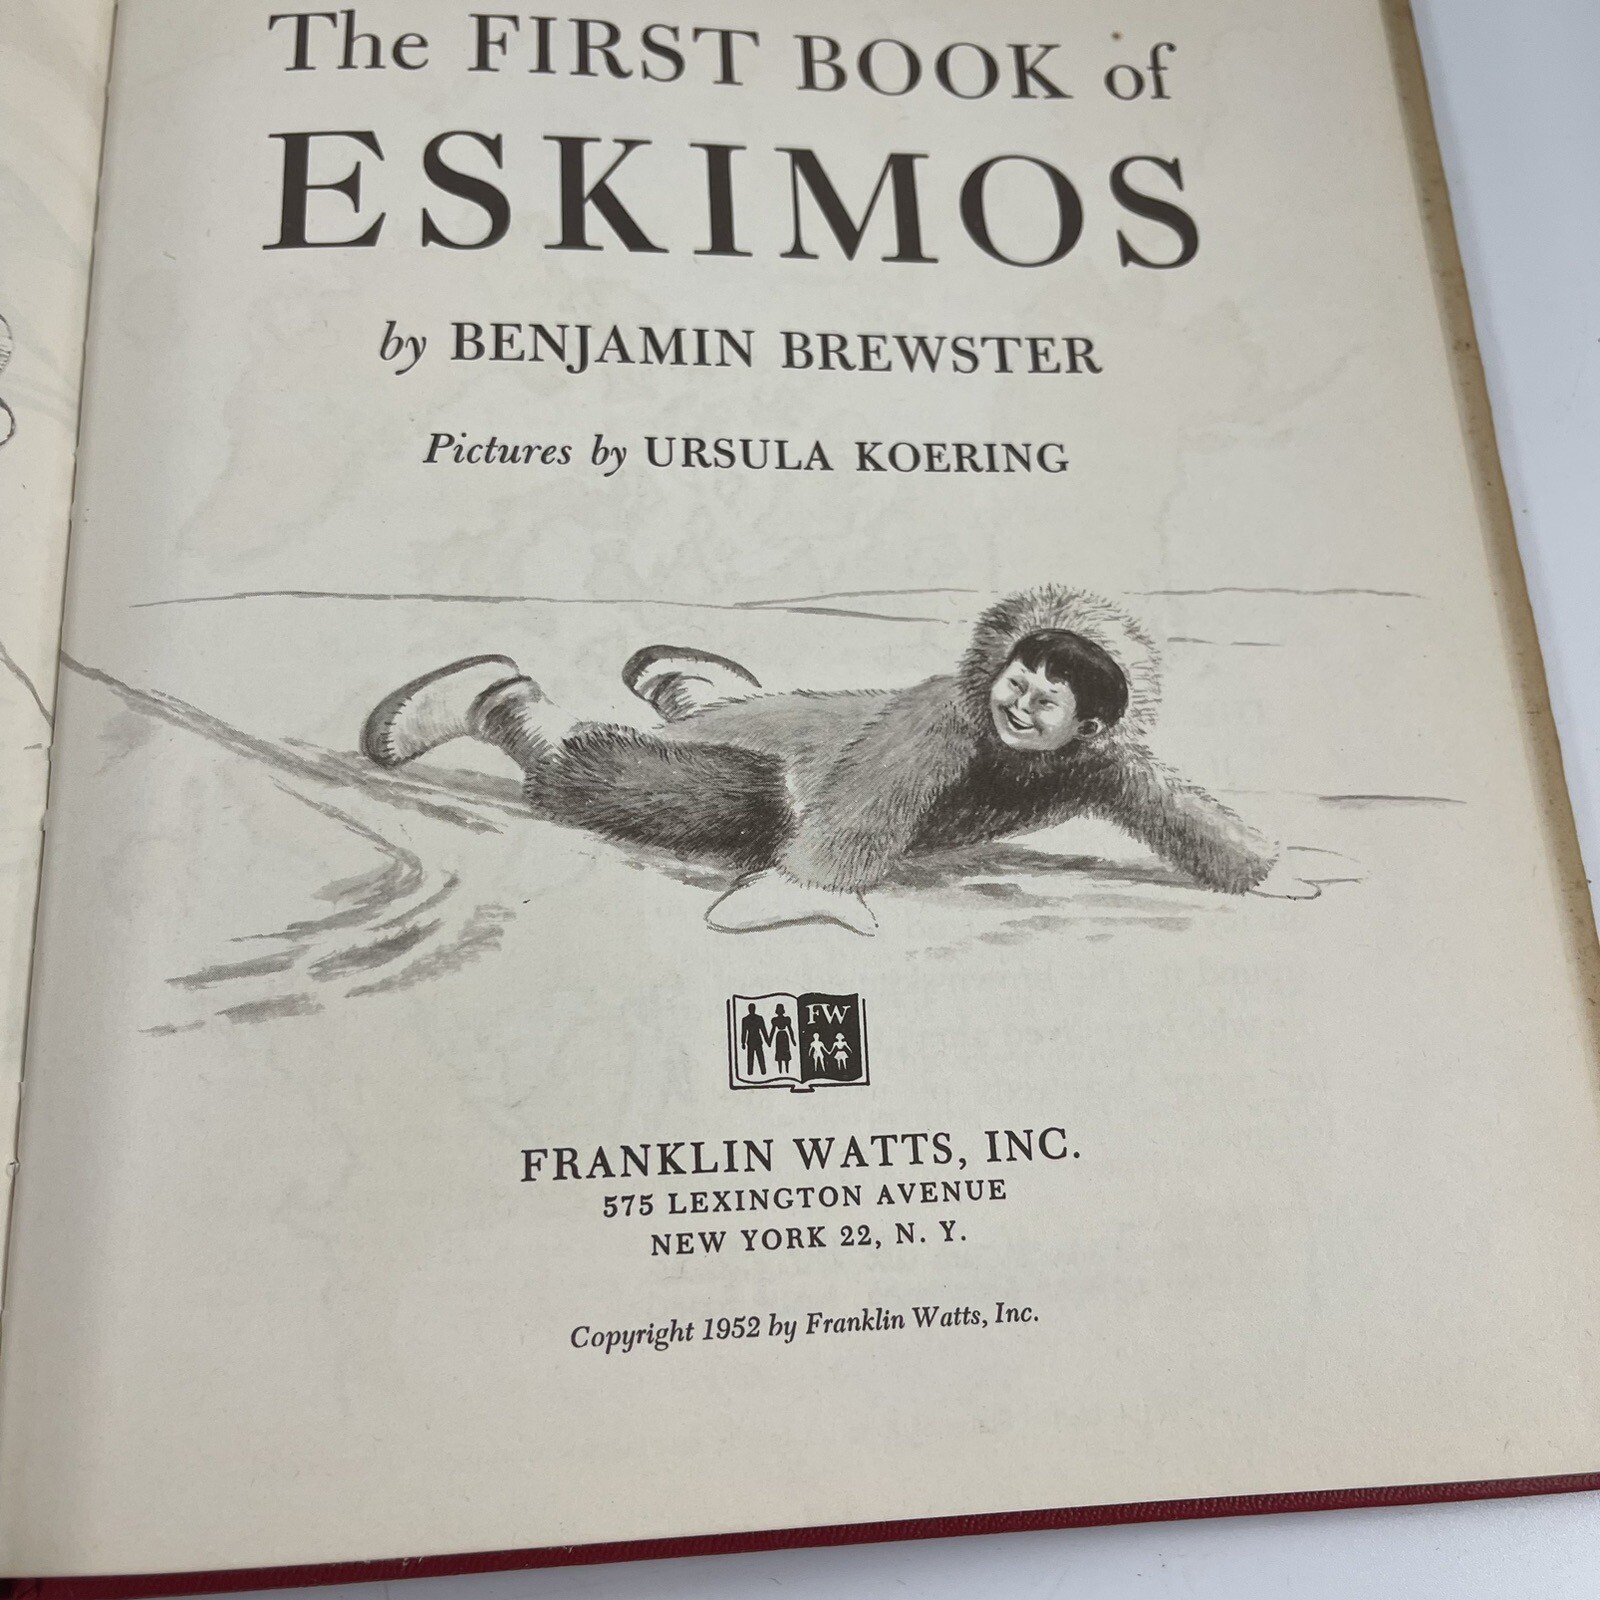 The FIRST BOOK of
ESKIMOS
by BENJAMIN BREWSTER
Pictures by URSULA KOERING
FW
FRANKLIN WATTS, INC.
575 LEXINGTON AVENUE
NEW YORK 22, N. Y.
Copyright 1952 by Franklin Watts, Inc.